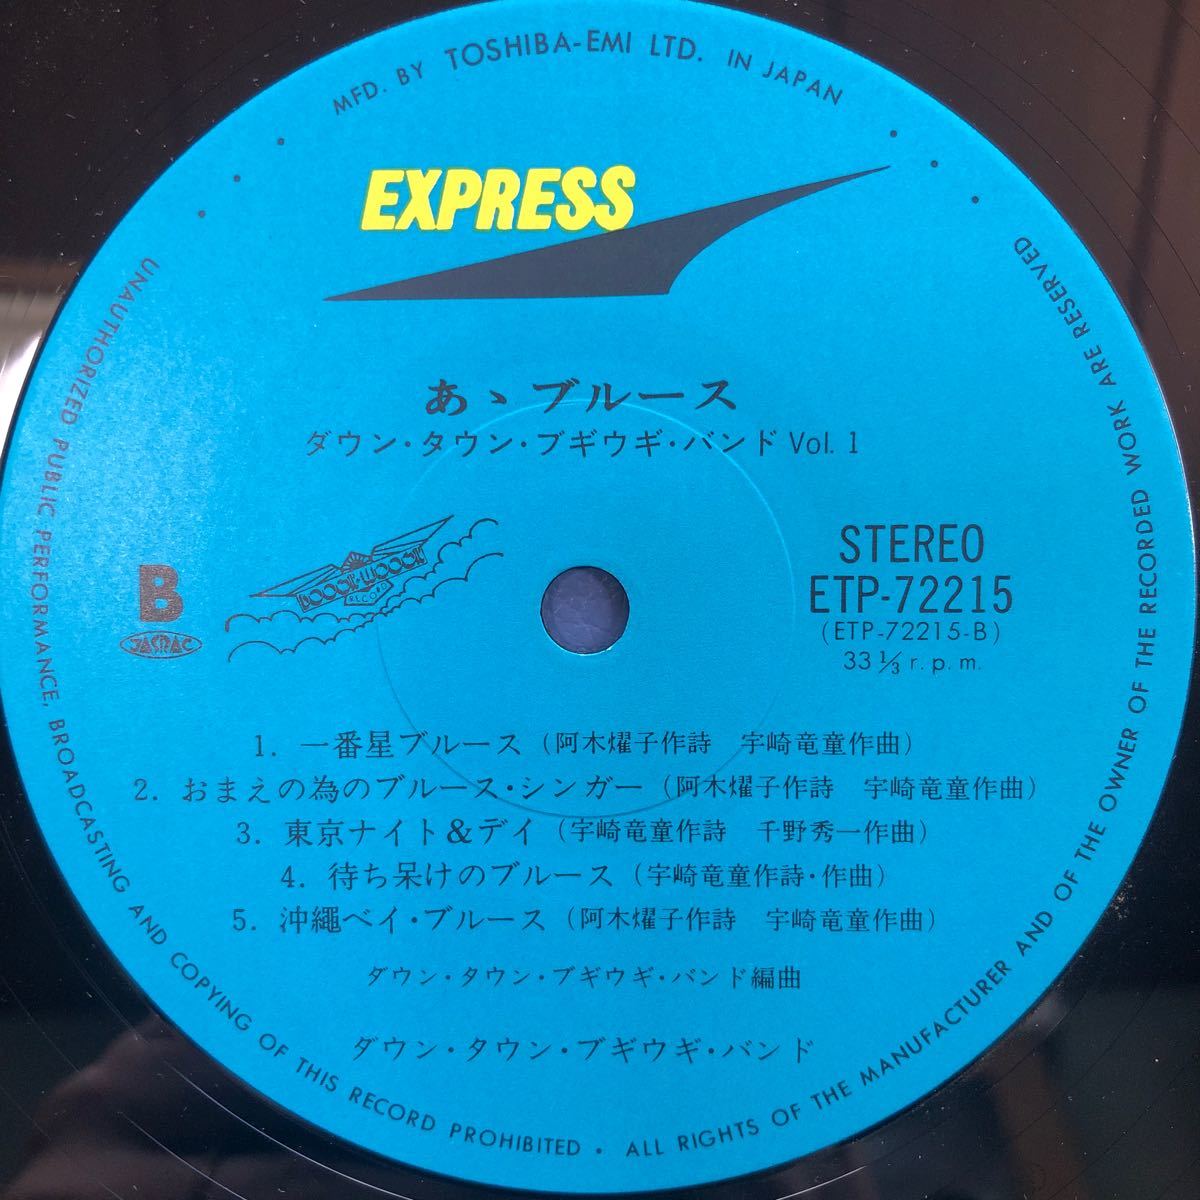 MFD. BY TOSHIBA-EMI LTD. IN JAPAN
EXPRESS
あゝブルース
ダウン・タウン・ブギウギ・バンド Vol. 1
BOOGIE-WOOGIE
RECORD
B
JASRAC
STEREO
ETP-72215
(ETP-72215-B)
33 1/3 r. p. m.
1. 一番星ブルース (阿木燿子作詩 宇崎竜童作曲)
2. おまえの為のブルース・シンガー (阿木燿子作詩 宇崎竜童作曲)
3. 東京ナイト&デイ (宇崎竜童作詩 千野秀一作曲)
4. 待ち呆けのブルース (宇崎竜童作詩・作曲)
5. 沖縄ベイ・ブルース (阿木燿子作詩 宇崎竜童作曲)
ダウン・タウン・ブギウギ・バンド編曲
ダウン・タウン・ブギウギ・バンド
UNAUTHORIZED PUBLIC PERFORMANCE, BROADCASTING AND COPYING OF THIS RECORD PROHIBITED • ALL RIGHTS OF THE MANUFACTURER AND OF THE OWNER OF THE RECORDED WORK ARE RESERVED